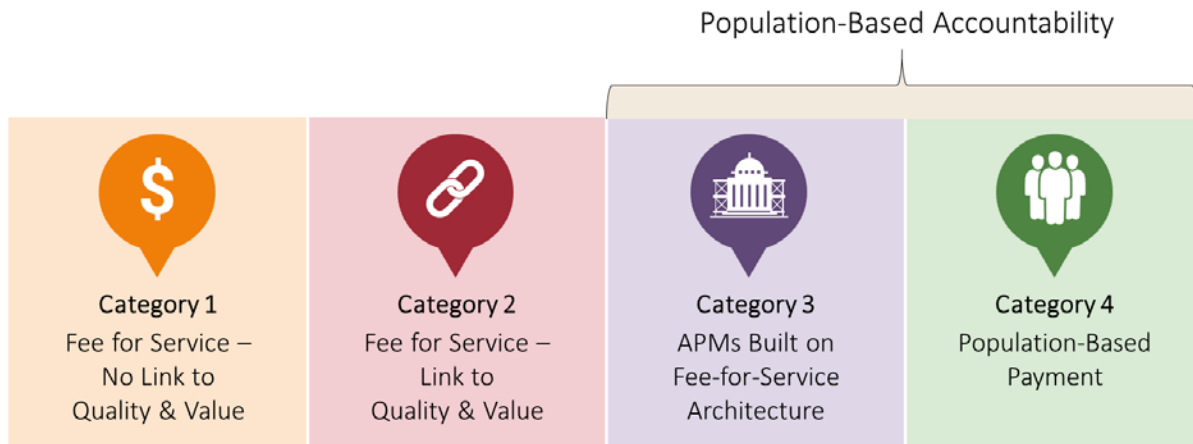 Population-Based Accountability
$
Category 1
Fee for Service –
No Link to
Quality & Value
Category 2
Fee for Service –
Link to
Quality & Value
Category 3
APMs Built on
Fee-for-Service
Architecture
Category 4
Population-Based
Payment